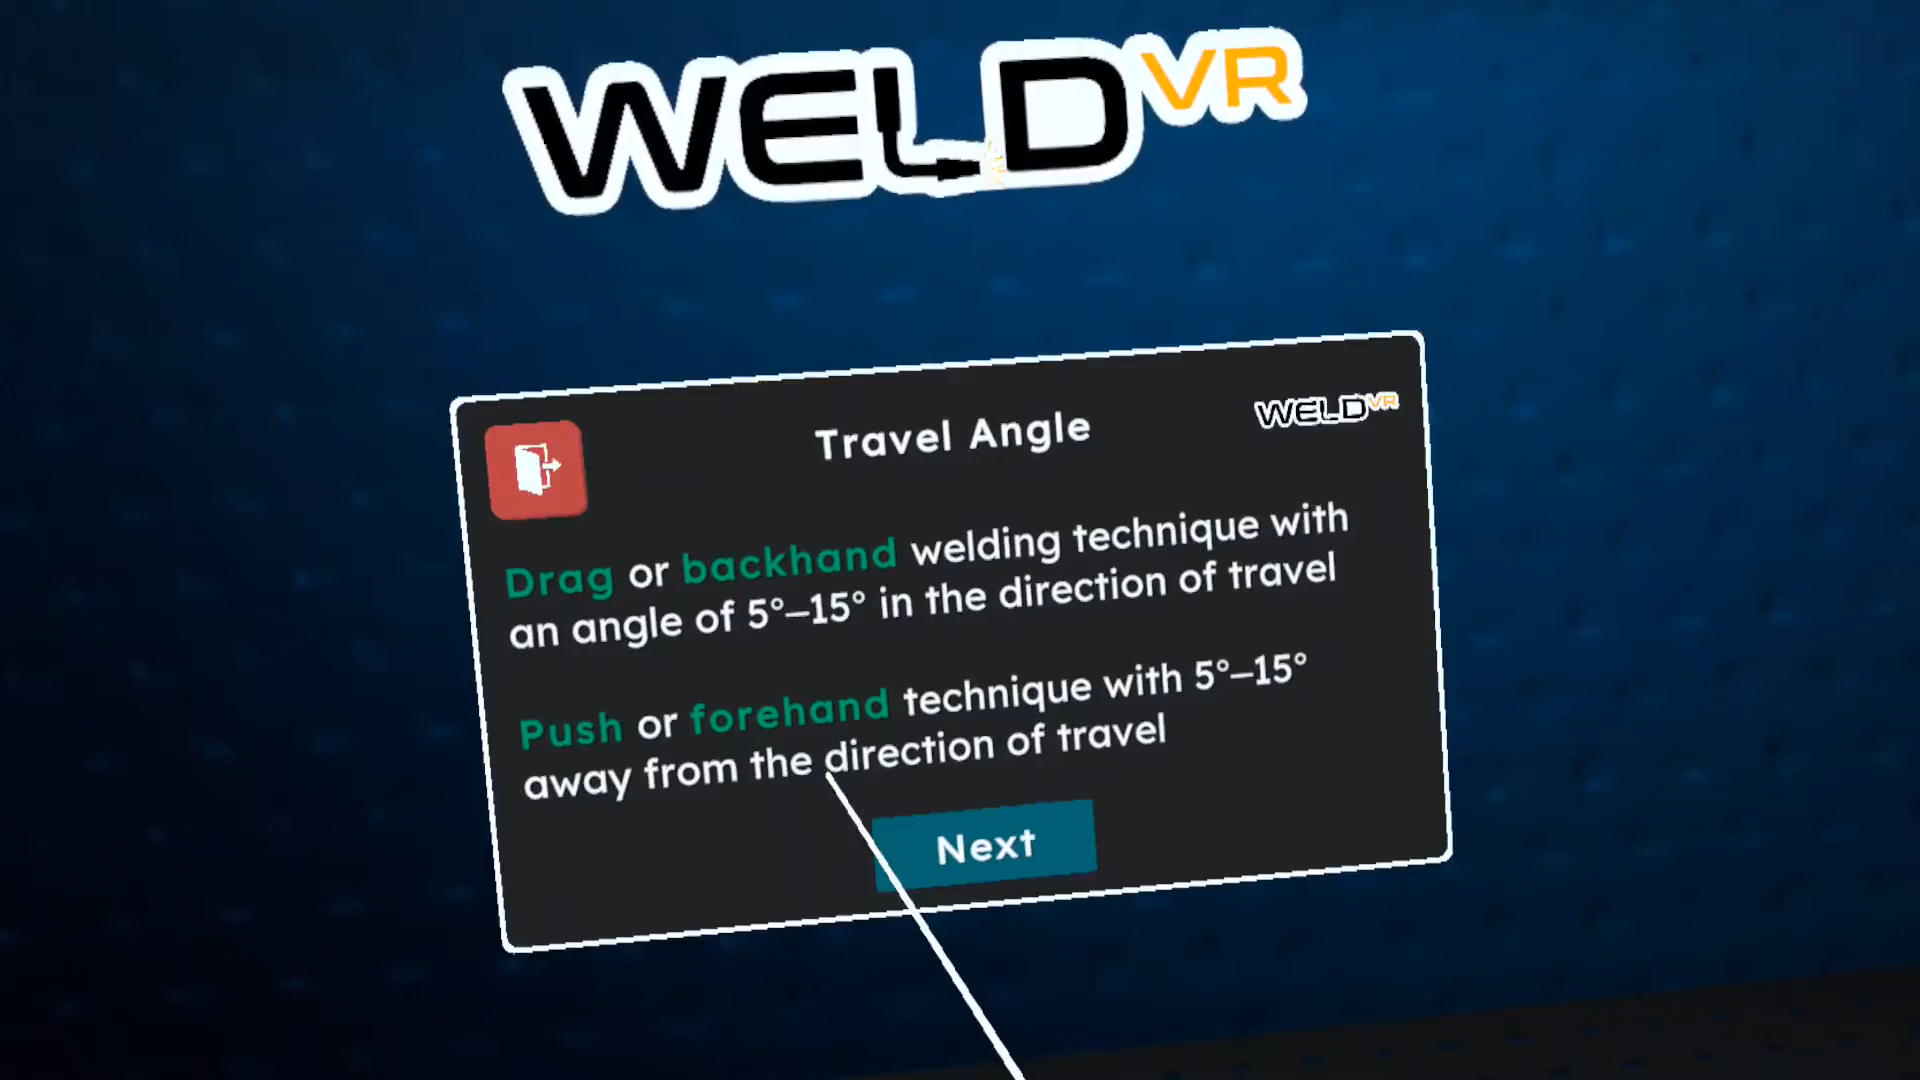 WELDVR
Travel Angle
WELDVR
Drag or backhand welding technique with
an angle of 5°–15° in the direction of travel
Push or forehand technique with 5°–15°
away from the direction of travel
Next